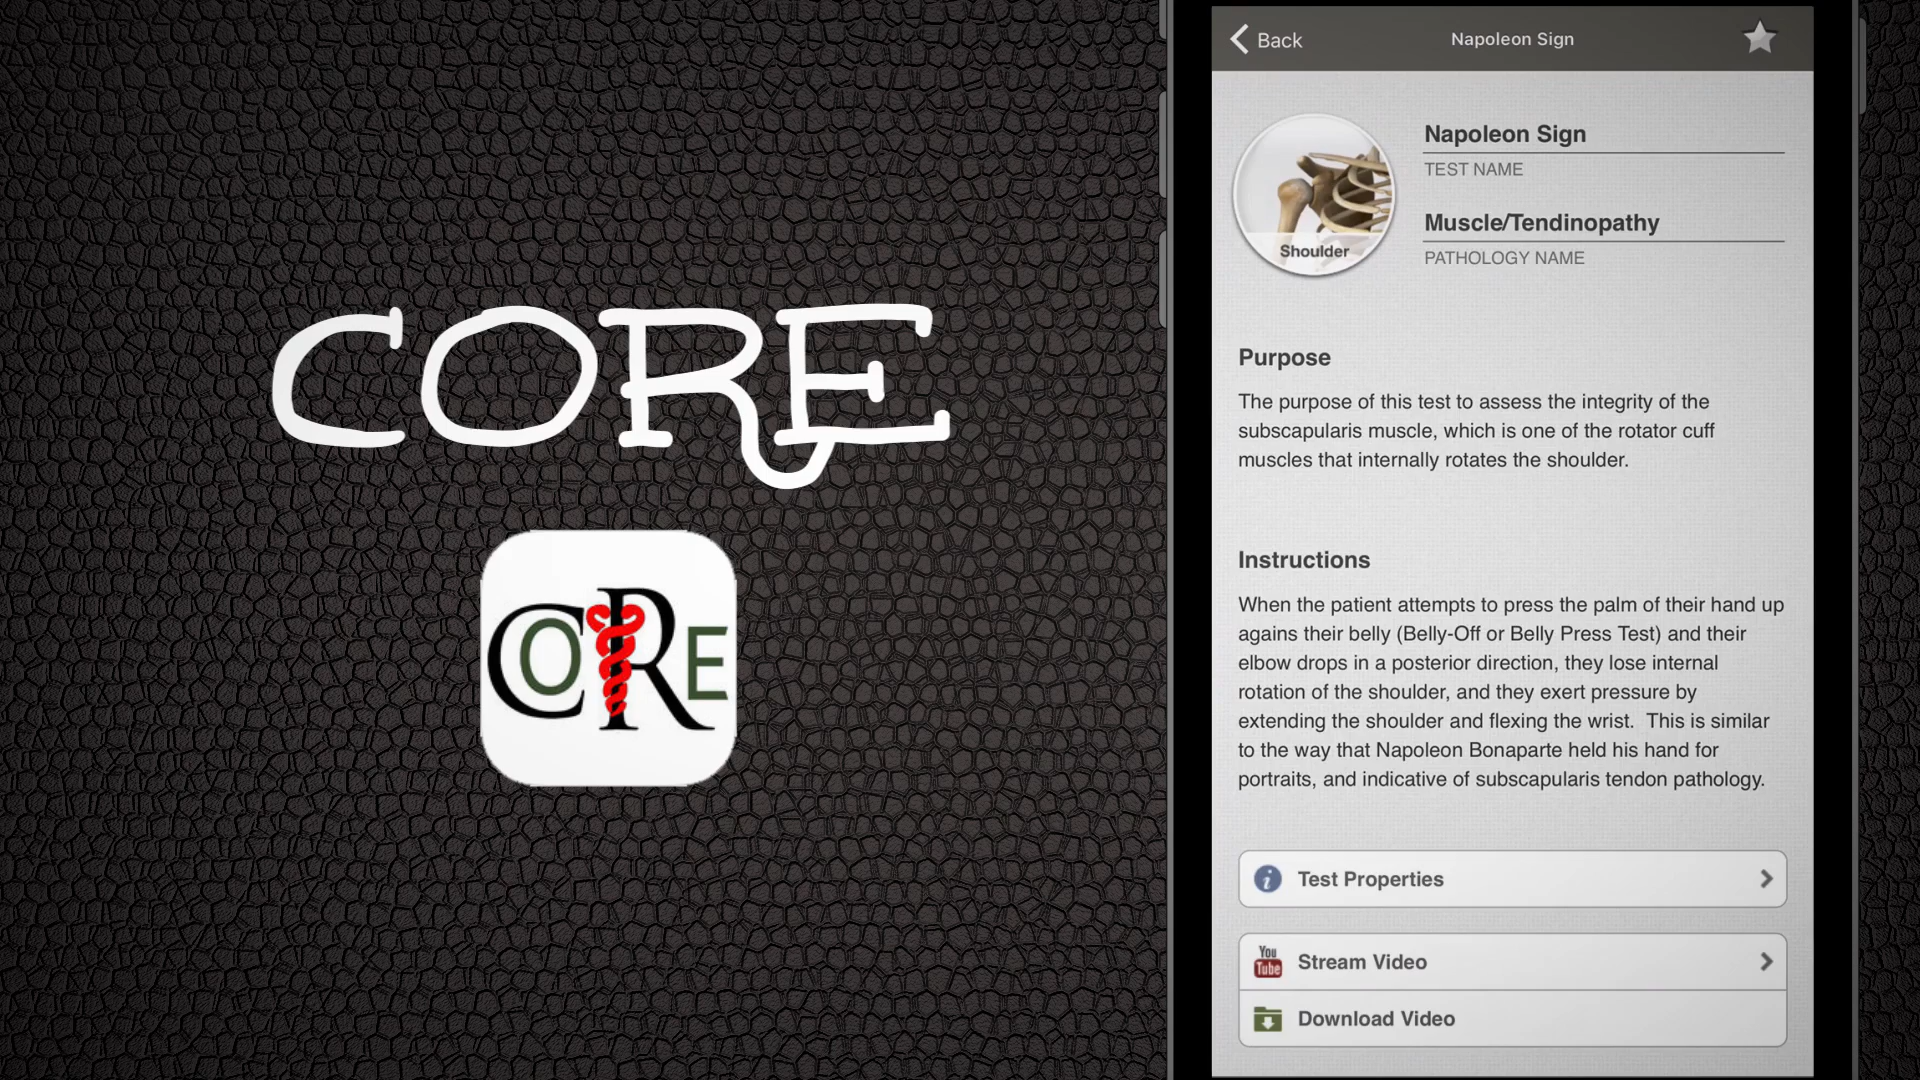 CORE
CORE
Back
Napoleon Sign
Shoulder
Napoleon Sign
TEST NAME
Muscle/Tendinopathy
PATHOLOGY NAME
Purpose
The purpose of this test to assess the integrity of the
subscapularis muscle, which is one of the rotator cuff
muscles that internally rotates the shoulder.
Instructions
When the patient attempts to press the palm of their hand up
agains their belly (Belly-Off or Belly Press Test) and their
elbow drops in a posterior direction, they lose internal
rotation of the shoulder, and they exert pressure by
extending the shoulder and flexing the wrist.  This is similar
to the way that Napoleon Bonaparte held his hand for
portraits, and indicative of subscapularis tendon pathology.
i
Test Properties
You
Tube
Stream Video
Download Video